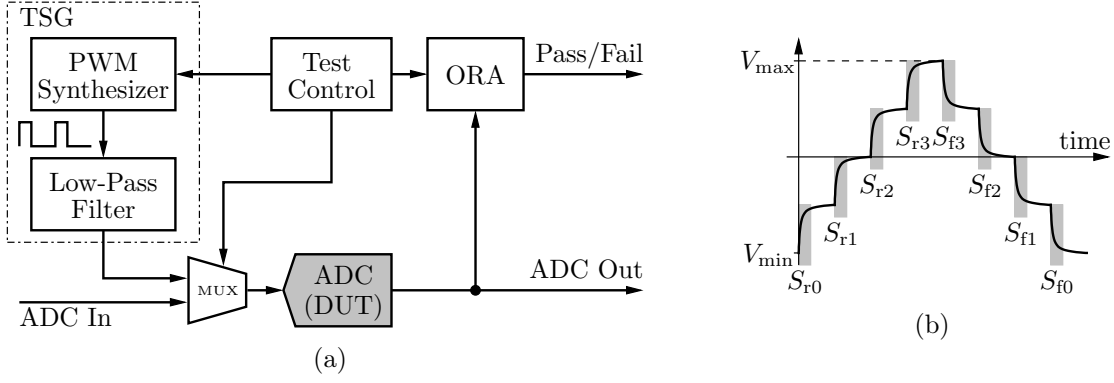 TSG
PWM
Synthesizer
Test
Control
ORA
Pass/Fail
Low-Pass
Filter
MUX
ADC
(DUT)
ADC Out
ADC In
(a)
V_max
V_min
time
S_r0
S_r1
S_r2
S_r3
S_f3
S_f2
S_f1
S_f0
(b)